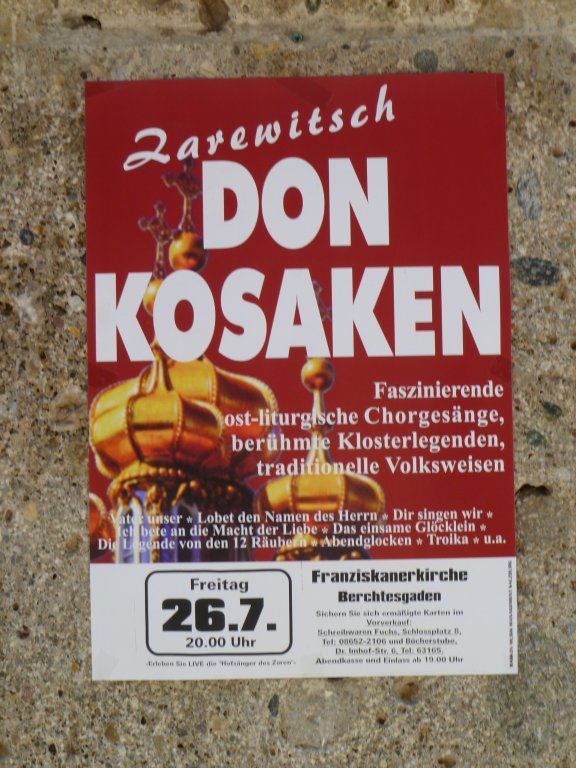 Zarewitsch
DON
KOSAKEN
Faszinierende
ost-liturgische Chorgesänge,
berühmte Klosterlegenden,
traditionelle Volksweisen
Vater unser * Lobet den Namen des Herrn * Dir singen wir *
Ich bete an die Macht der Liebe * Das einsame Glöcklein *
Die Legende von den 12 Räubern * Abendglocken * Troika * u.a.
Freitag
26.7.
20.00 Uhr
-Erleben Sie LIVE die "Hofsänger des Zaren"-
Franziskanerkirche
Berchtesgaden
Sichern Sie sich ermäßigte Karten im
Vorverkauf:
Schreibwaren Fuchs, Schlossplatz 8,
Tel: 08652-2106 und Bücherstube,
Dr. Imhof-Str. 6, Tel: 63165.
Abendkasse und Einlass ab 19.00 Uhr